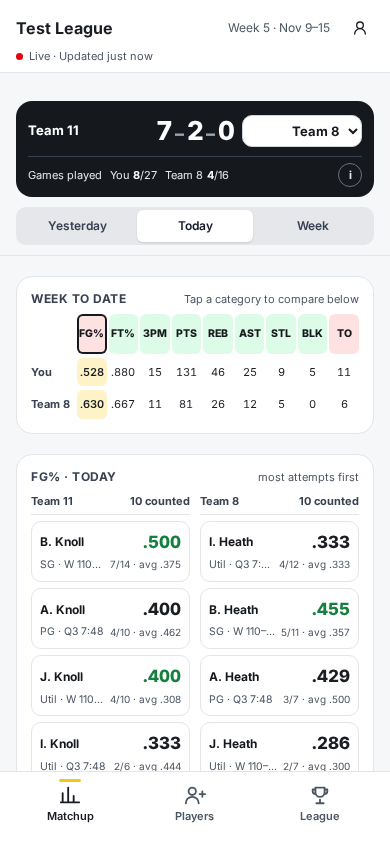 Test League
Week 5 · Nov 9–15
Live · Updated just now
Team 11
7–2–0
Team 8
Games played You 8/27 Team 8 4/16
i
Yesterday
Today
Week
WEEK TO DATE
Tap a category to compare below
FG% FT% 3PM PTS REB AST STL BLK TO
You .528 .880 15 131 46 25 9 5 11
Team 8 .630 .667 11 81 26 12 5 0 6
FG% · TODAY
most attempts first
Team 11 10 counted
Team 8 10 counted
B. Knoll .500
SG · W 110... 7/14 · avg .375
I. Heath .333
Util · Q3 7:... 4/12 · avg .333
A. Knoll .400
PG · Q3 7:48 4/10 · avg .462
B. Heath .455
SG · W 110–... 5/11 · avg .357
J. Knoll .400
Util · W 110... 4/10 · avg .308
A. Heath .429
PG · Q3 7:48 3/7 · avg .500
I. Knoll .333
Util · Q3 7:48 2/6 · avg .444
J. Heath .286
Util · W 110–... 2/7 · avg .300
Matchup
Players
League